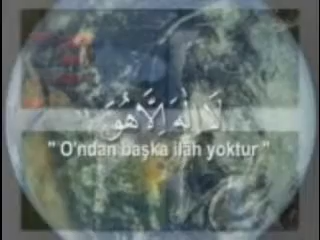 لَا إِلَٰهَ إِلَّا هُوَ
" O'ndan başka ilah yoktur "